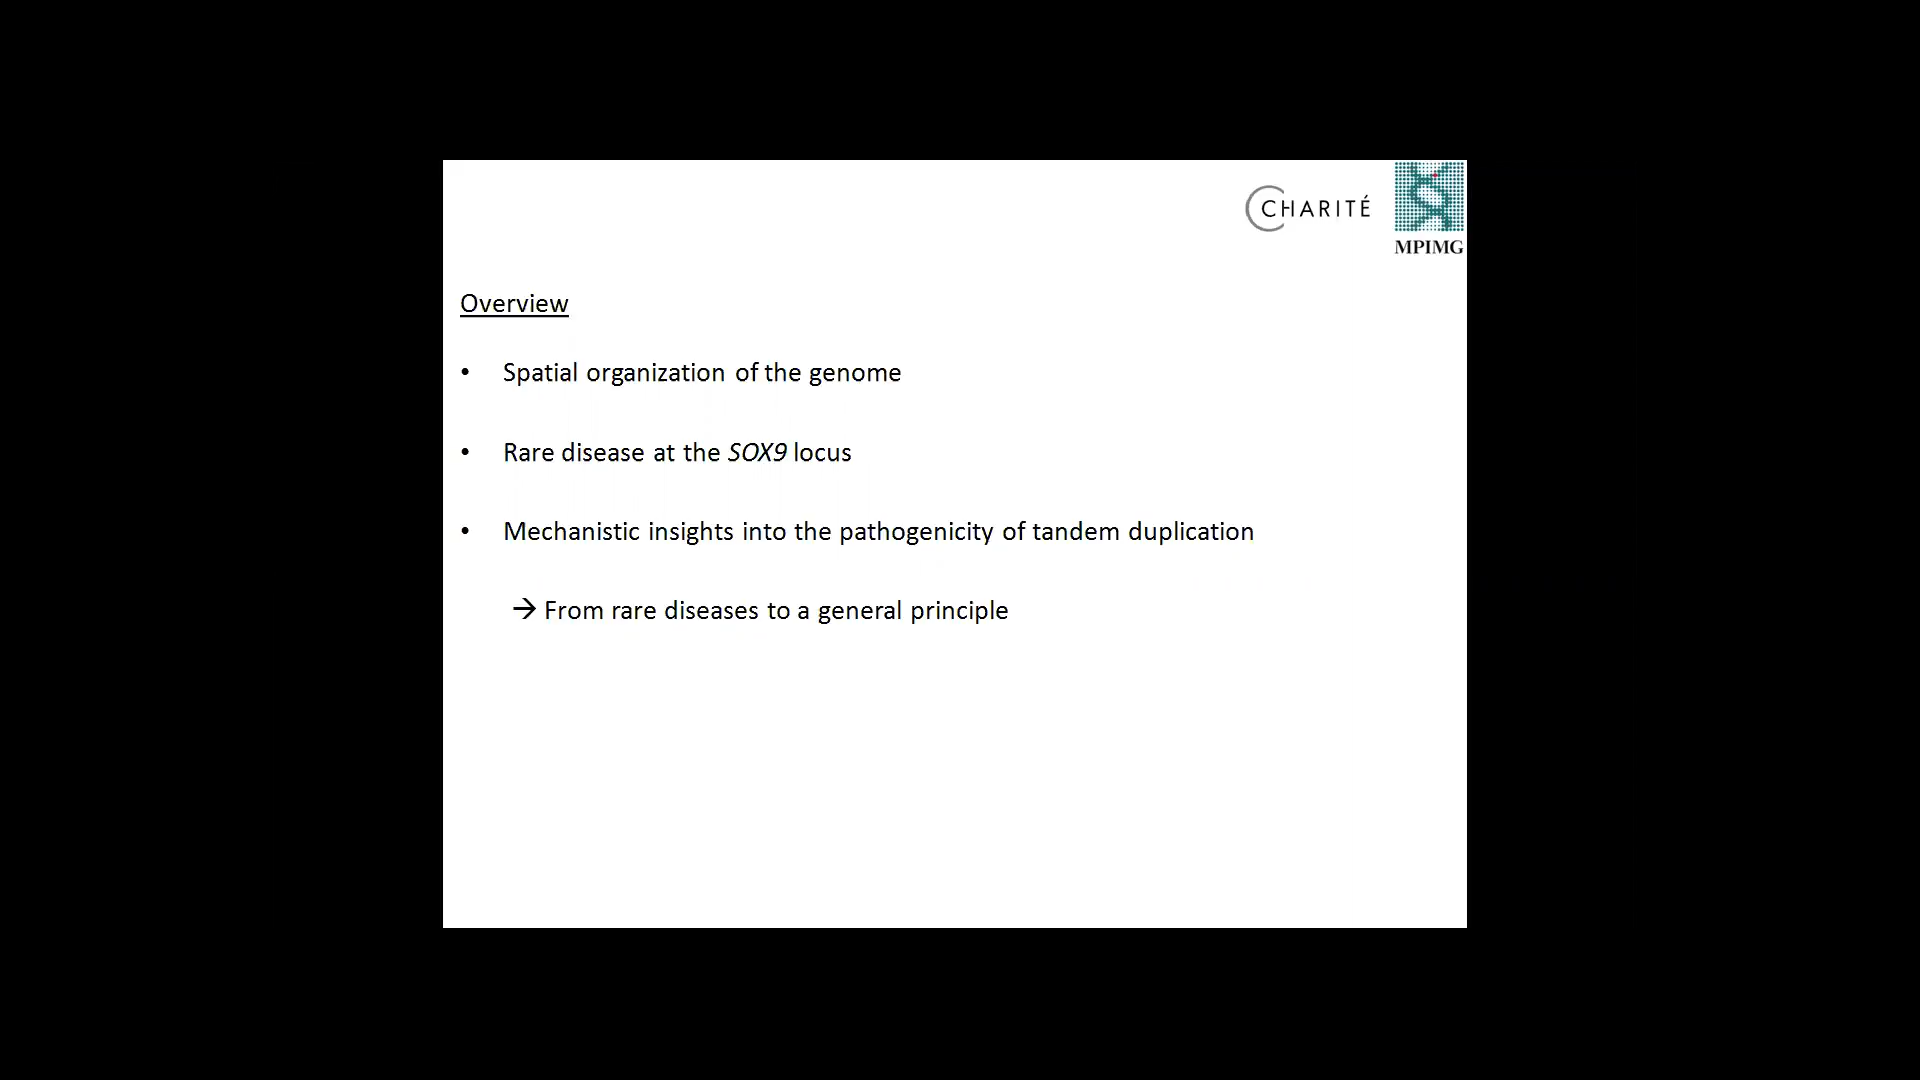 CHARITÉ
MPIMG
Overview
• Spatial organization of the genome
• Rare disease at the SOX9 locus
• Mechanistic insights into the pathogenicity of tandem duplication
→ From rare diseases to a general principle